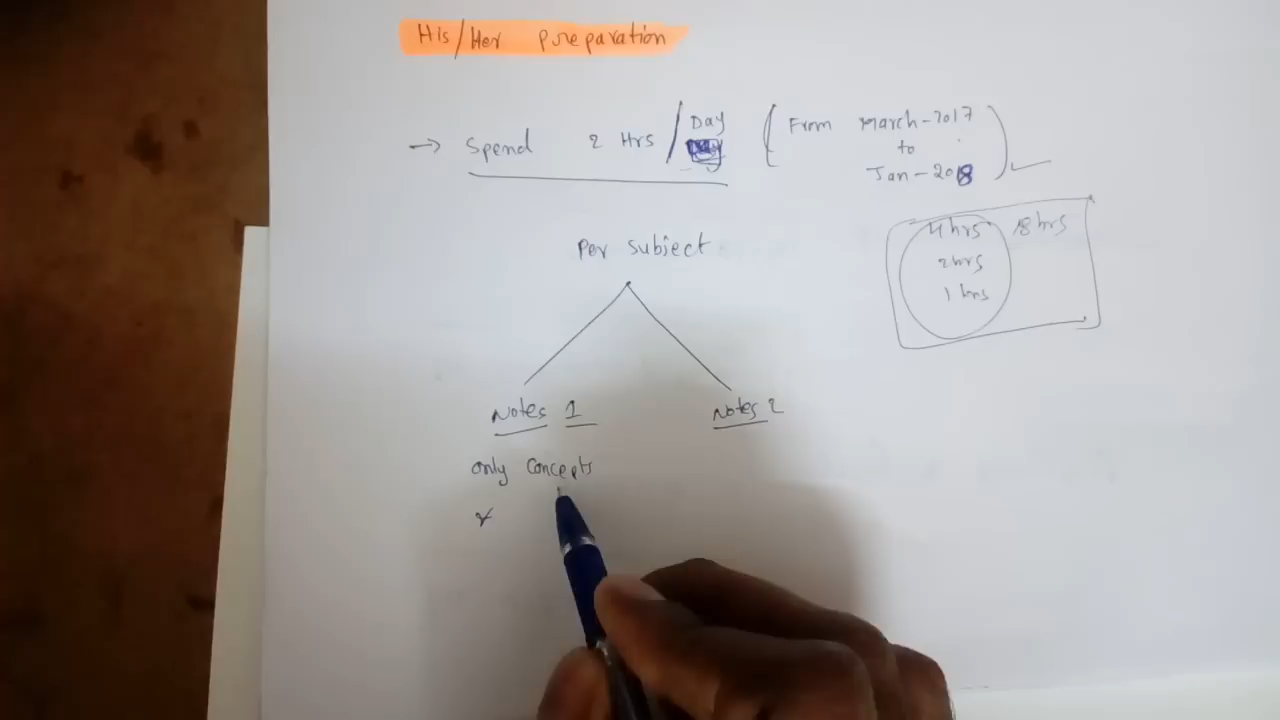 His/Her preparation
→ Spend 2 Hrs / Day
(From March-2017
to
Jan-2018)
4 hrs 18 hrs
2 hrs
1 hrs
Per subject
Notes 1
Notes 2
only concepts